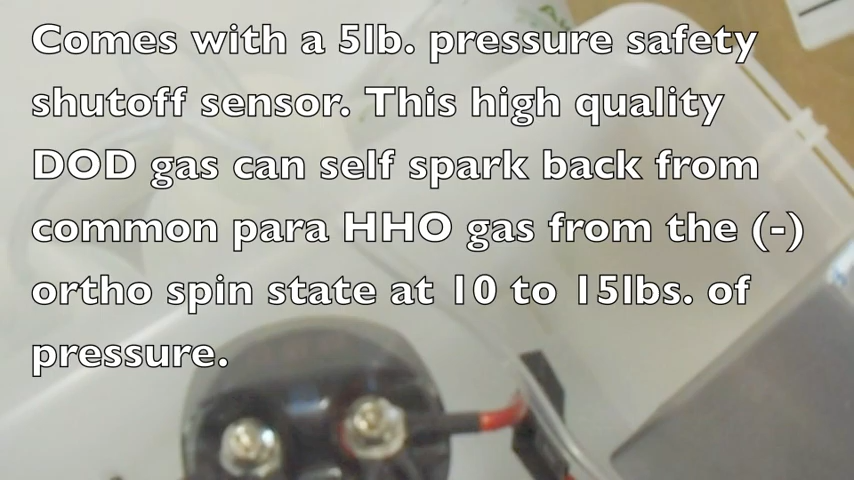 Comes with a 5lb. pressure safety
shutoff sensor. This high quality
DOD gas can self spark back from
common para HHO gas from the (-)
ortho spin state at 10 to 15lbs. of
pressure.